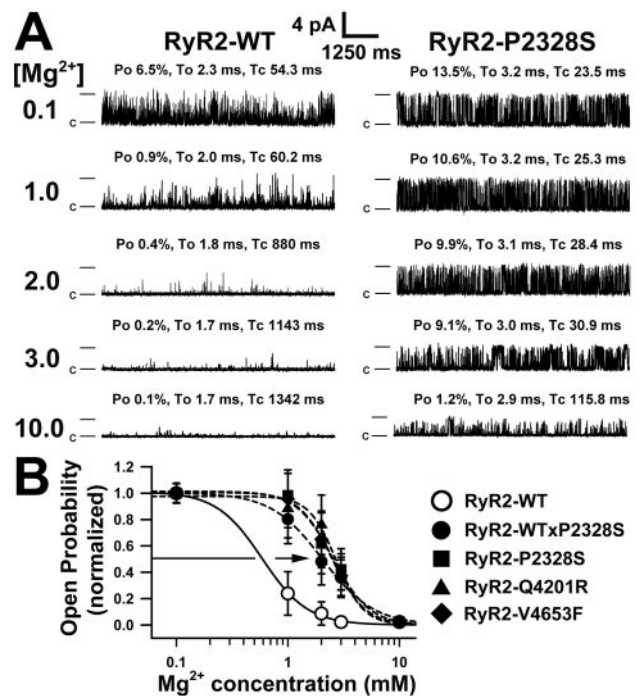 A
RyR2-WT
4 pA
1250 ms
RyR2-P2328S
[Mg2+]
Po 6.5%, To 2.3 ms, Tc 54.3 ms
Po 13.5%, To 3.2 ms, Tc 23.5 ms
0.1
c
c
Po 0.9%, To 2.0 ms, Tc 60.2 ms
Po 10.6%, To 3.2 ms, Tc 25.3 ms
1.0
c
c
Po 0.4%, To 1.8 ms, Tc 880 ms
Po 9.9%, To 3.1 ms, Tc 28.4 ms
2.0
c
c
Po 0.2%, To 1.7 ms, Tc 1143 ms
Po 9.1%, To 3.0 ms, Tc 30.9 ms
3.0
c
c
Po 0.1%, To 1.7 ms, Tc 1342 ms
Po 1.2%, To 2.9 ms, Tc 115.8 ms
10.0
c
c
B
Open Probability
(normalized)
1.2
1.0
0.8
0.6
0.4
0.2
0.0
0.1
1
10
Mg2+ concentration (mM)
RyR2-WT
RyR2-WTxP2328S
RyR2-P2328S
RyR2-Q4201R
RyR2-V4653F